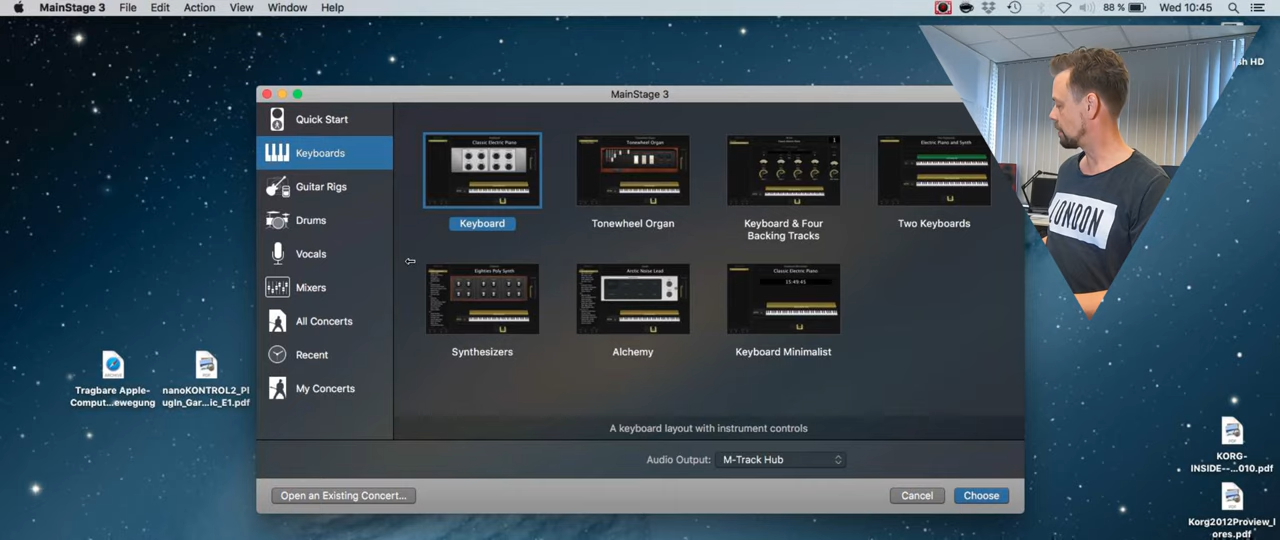 MainStage 3 File Edit Action View Window Help 88 % Wed 10:45
sh HD
MainStage 3
Quick Start
Keyboards
Guitar Rigs
Drums
Vocals
Mixers
All Concerts
Recent
My Concerts
Classic Electric Piano
Tonewheel Organ
Electric Piano and Synth
Keyboard
Tonewheel Organ
Keyboard & Four
Backing Tracks
Two Keyboards
Eighties Poly Synth
Arctic Noise Lead
Classic Electric Piano
Synthesizers
Alchemy
Keyboard Minimalist
A keyboard layout with instrument controls
Audio Output: M-Track Hub
Open an Existing Concert...
Cancel
Choose
LONDON
Tragbare Apple-
Comput...ewegung
nanoKONTROL2_Pl
ugIn_Gar...ic_E1.pdf
KORG-
INSIDE--...010.pdf
Korg2012Proview_l
ores.pdf